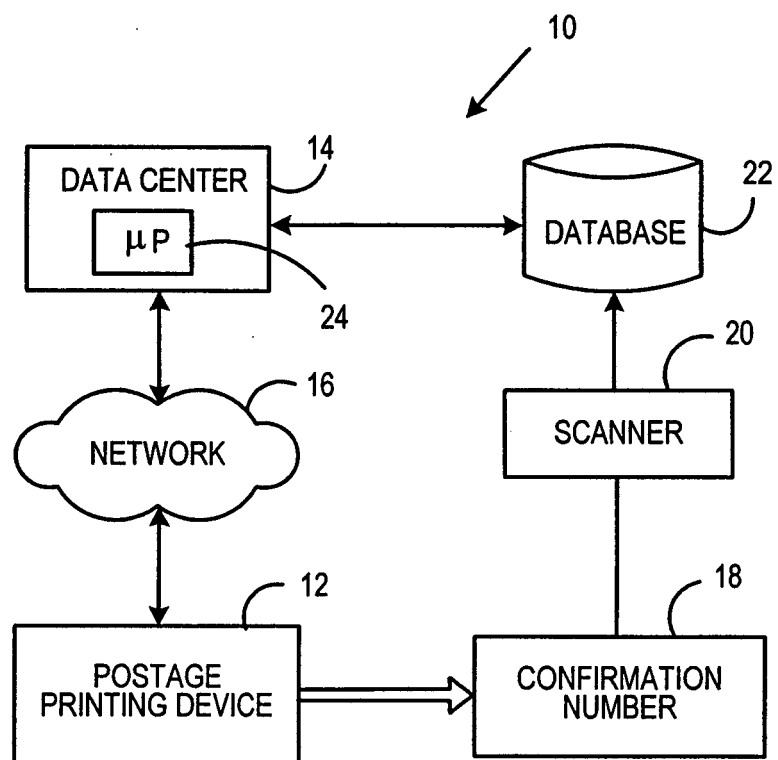 10
14
DATA CENTER
μP
24
22
DATABASE
20
SCANNER
16
NETWORK
12
POSTAGE
PRINTING DEVICE
18
CONFIRMATION
NUMBER